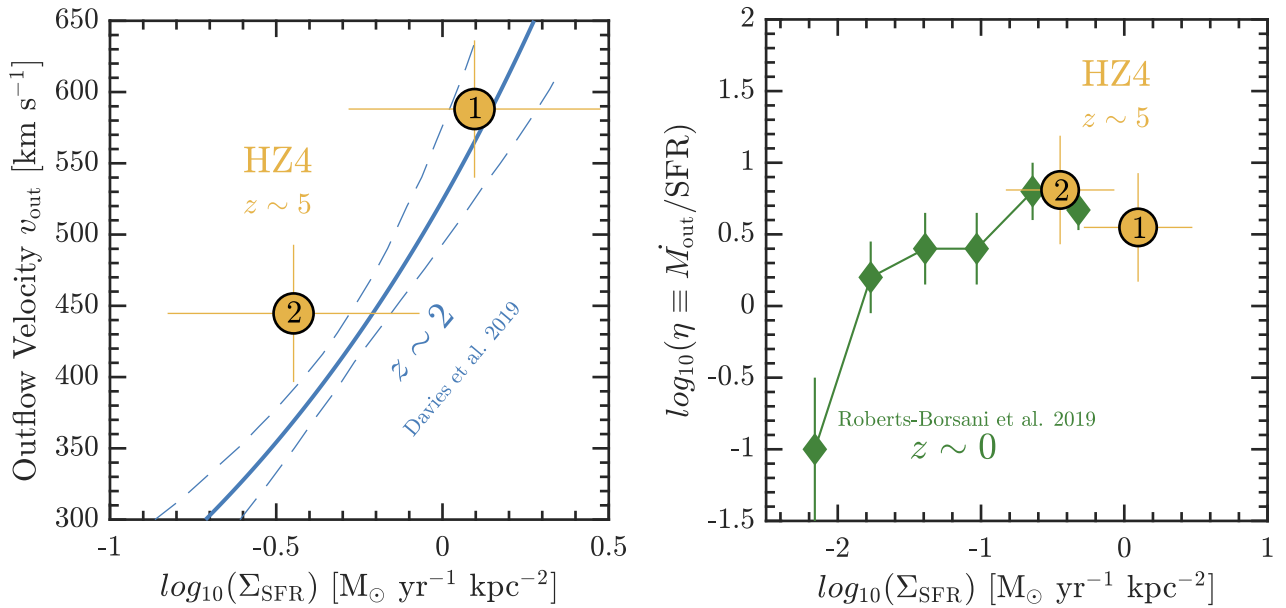 650
600
550
500
450
400
350
300
Outflow Velocity v_out [km s⁻¹]
HZ4
z ∼ 5
1
2
z ∼ 2
Davies et al. 2019
-1
-0.5
0
0.5
log₁₀(Σ_SFR) [M_⊙ yr⁻¹ kpc⁻²]
2
1.5
1
0.5
0
-0.5
-1
-1.5
log₁₀(η ≡ Ṁ_out/SFR)
HZ4
z ∼ 5
2
1
Roberts-Borsani et al. 2019
z ∼ 0
-2
-1
0
1
log₁₀(Σ_SFR) [M_⊙ yr⁻¹ kpc⁻²]